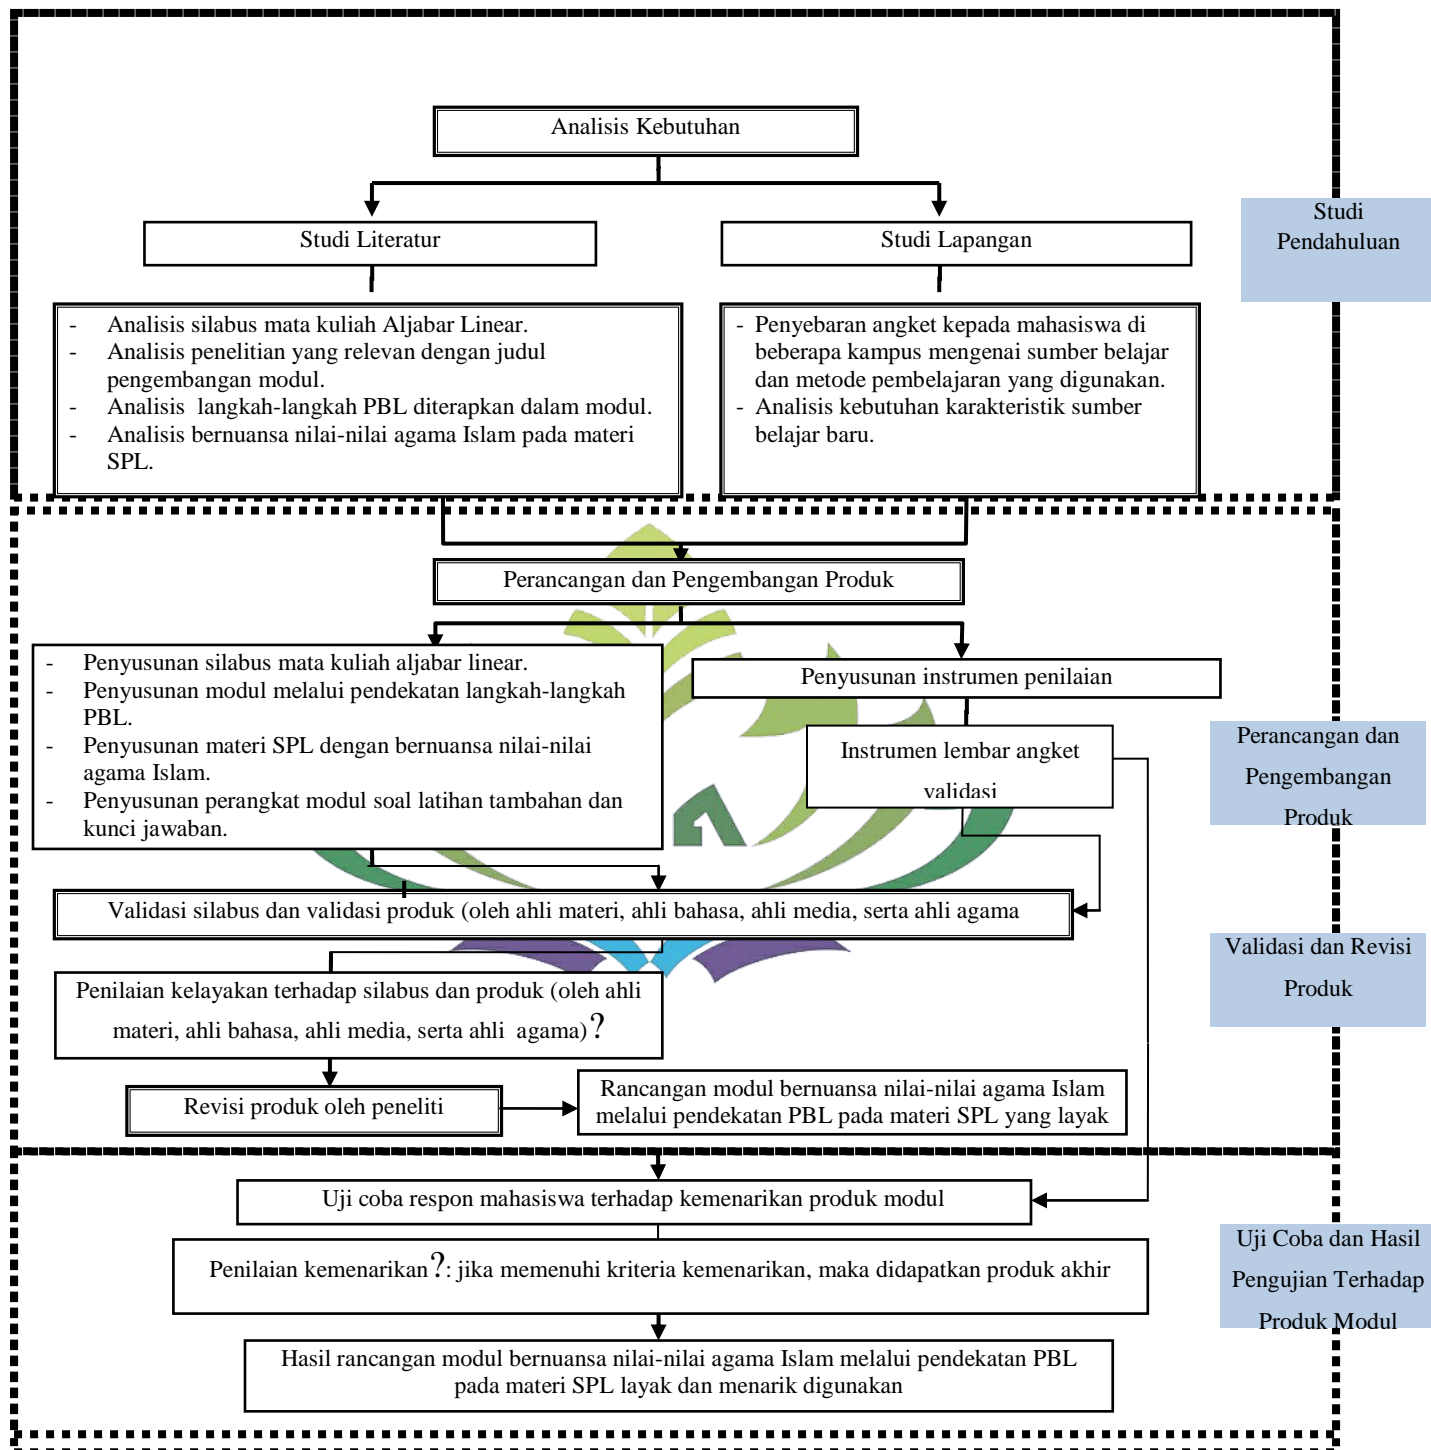 Analisis Kebutuhan
Studi Literatur
Studi Lapangan
Studi
Pendahuluan
- Analisis silabus mata kuliah Aljabar Linear.
- Analisis penelitian yang relevan dengan judul
pengembangan modul.
- Analisis langkah-langkah PBL diterapkan dalam modul.
- Analisis bernuansa nilai-nilai agama Islam pada materi
SPL.
- Penyebaran angket kepada mahasiswa di
beberapa kampus mengenai sumber belajar
dan metode pembelajaran yang digunakan.
- Analisis kebutuhan karakteristik sumber
belajar baru.
Perancangan dan Pengembangan Produk
- Penyusunan silabus mata kuliah aljabar linear.
- Penyusunan modul melalui pendekatan langkah-langkah
PBL.
- Penyusunan materi SPL dengan bernuansa nilai-nilai
agama Islam.
- Penyusunan perangkat modul soal latihan tambahan dan
kunci jawaban.
Penyusunan instrumen penilaian
Instrumen lembar angket
validasi
Perancangan dan
Pengembangan
Produk
Validasi silabus dan validasi produk (oleh ahli materi, ahli bahasa, ahli media, serta ahli agama
Validasi dan Revisi
Produk
Penilaian kelayakan terhadap silabus dan produk (oleh ahli
materi, ahli bahasa, ahli media, serta ahli agama)?
Revisi produk oleh peneliti
Rancangan modul bernuansa nilai-nilai agama Islam
melalui pendekatan PBL pada materi SPL yang layak
Uji coba respon mahasiswa terhadap kemenarikan produk modul
Penilaian kemenarikan?: jika memenuhi kriteria kemenarikan, maka didapatkan produk akhir
Uji Coba dan Hasil
Pengujian Terhadap
Produk Modul
Hasil rancangan modul bernuansa nilai-nilai agama Islam melalui pendekatan PBL
pada materi SPL layak dan menarik digunakan